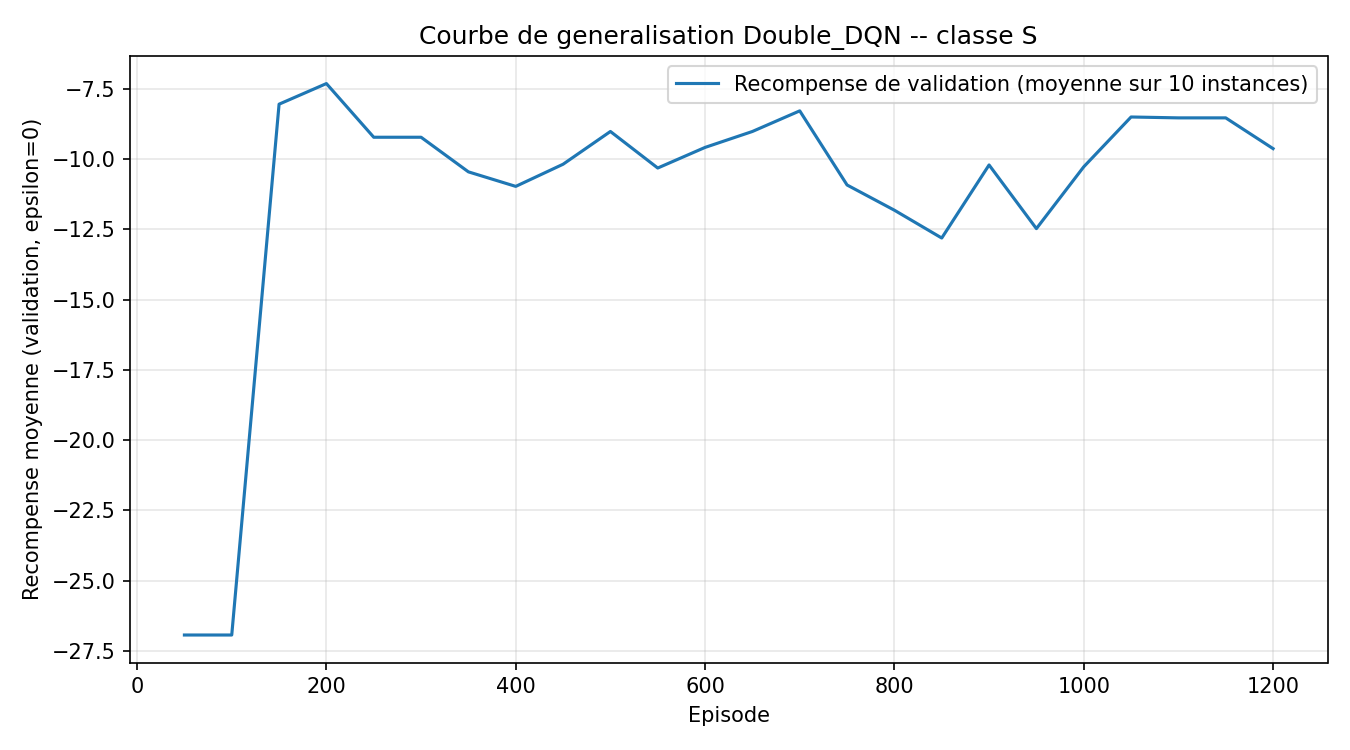 Courbe de generalisation Double_DQN -- classe S
Recompense de validation (moyenne sur 10 instances)
Recompense moyenne (validation, epsilon=0)
−7.5
−10.0
−12.5
−15.0
−17.5
−20.0
−22.5
−25.0
−27.5
0 200 400 600 800 1000 1200
Episode